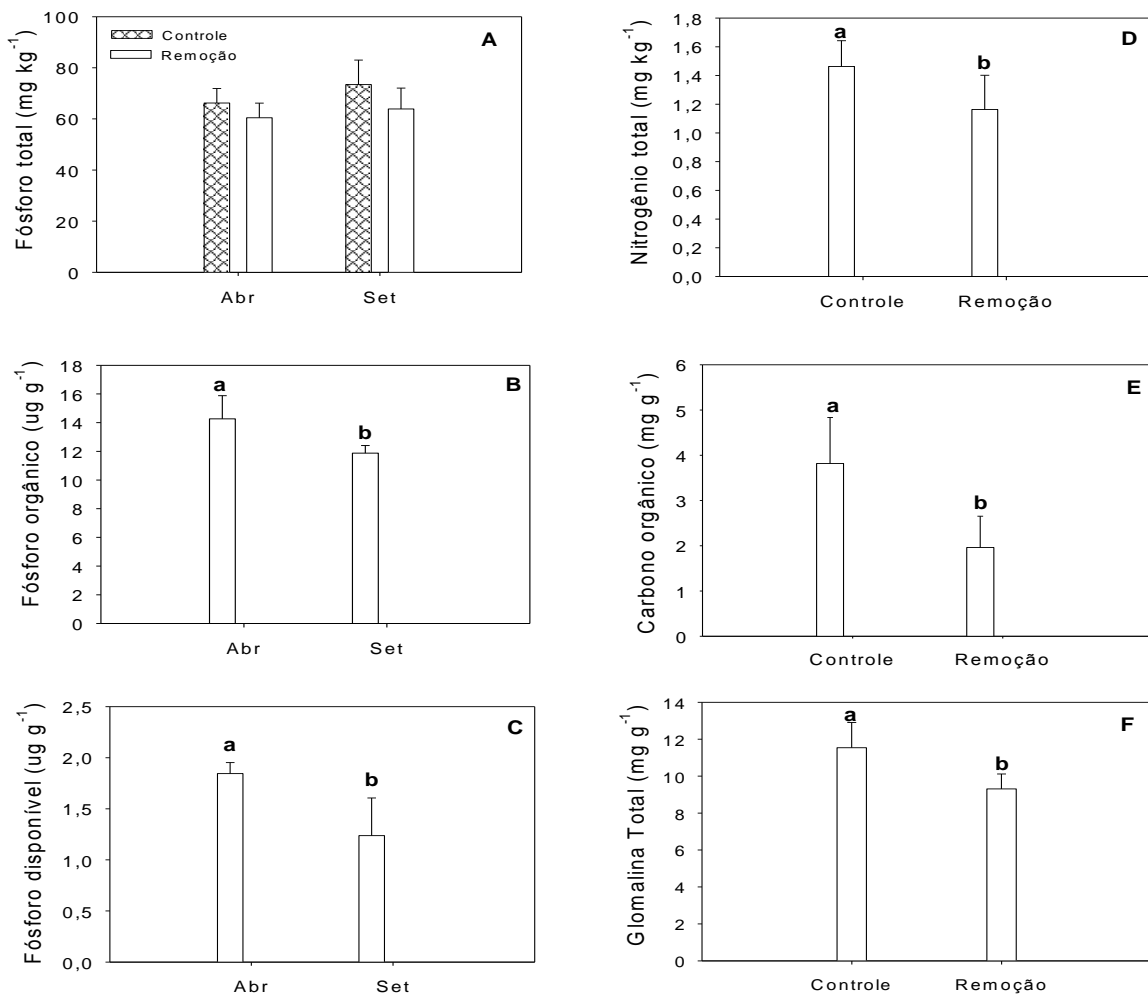 Fósforo total (mg kg-1)
100
80
60
40
20
0
Controle
Remoção
A
Abr
Set
Nitrogênio total (mg kg-1)
1,8
1,6
1,4
1,2
1,0
0,8
0,6
0,4
0,2
0,0
a
b
D
Controle
Remoção
Fósforo orgânico (ug g-1)
18
16
14
12
10
8
6
4
2
0
a
b
B
Abr
Set
Carbono orgânico (mg g-1)
6
5
4
3
2
1
0
a
b
E
Controle
Remoção
Fósforo disponível (ug g-1)
2,5
2,0
1,5
1,0
0,5
0,0
a
b
C
Abr
Set
Glomalina Total (mg g-1)
14
12
10
8
6
4
2
0
a
b
F
Controle
Remoção